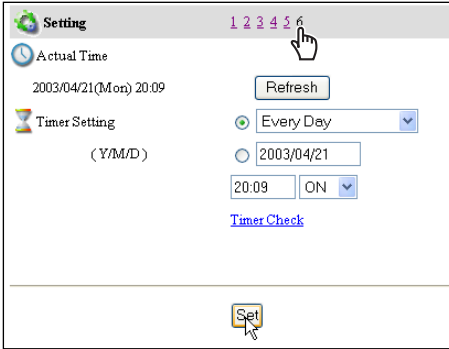 Setting 1 2 3 4 5 6
Actual Time
2003/04/21(Mon) 20:09 Refresh
Timer Setting Every Day
(Y/M/D) 2003/04/21
20:09 ON
Timer Check
Set